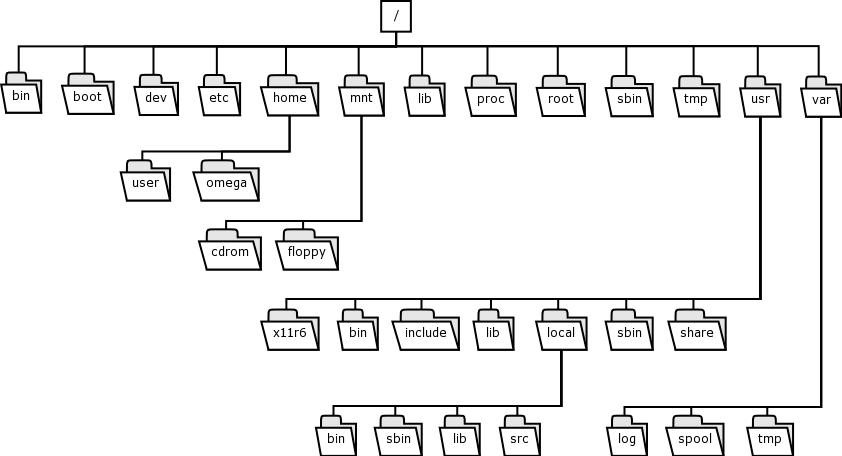 /
bin boot dev etc home mnt lib proc root sbin tmp usr var
user omega
cdrom floppy
x11r6 bin include lib local sbin share
bin sbin lib src log spool tmp